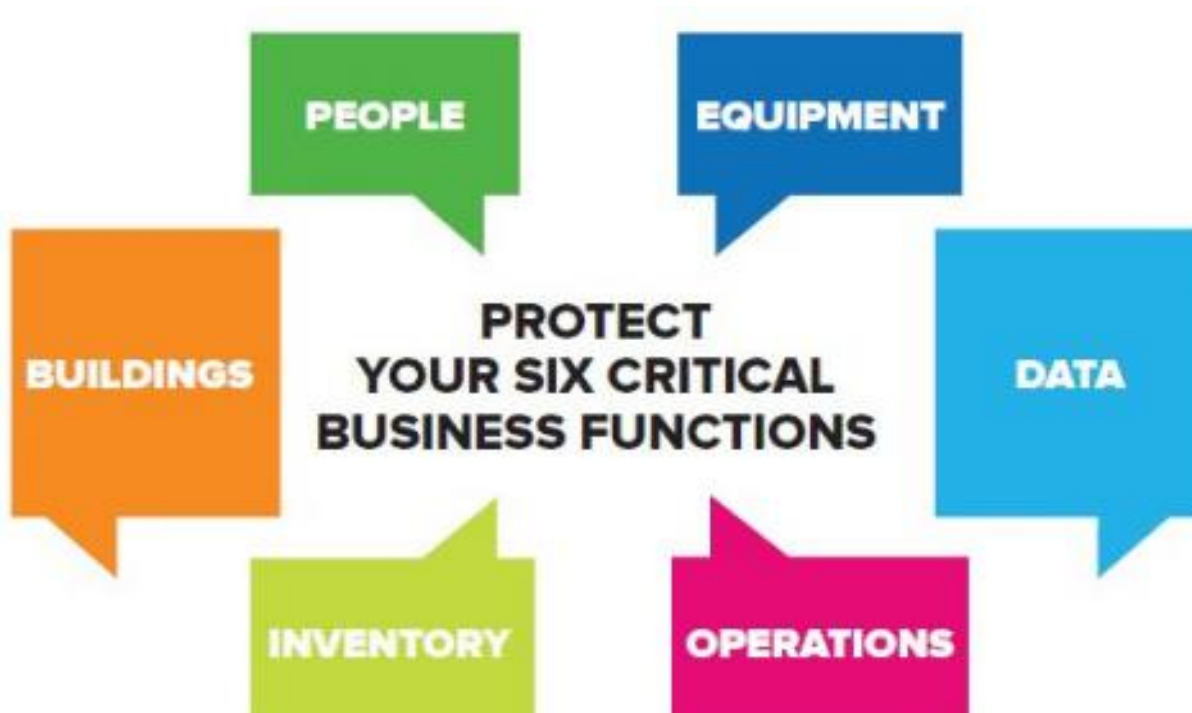 PEOPLE
EQUIPMENT
BUILDINGS
PROTECT
YOUR SIX CRITICAL
BUSINESS FUNCTIONS
DATA
INVENTORY
OPERATIONS